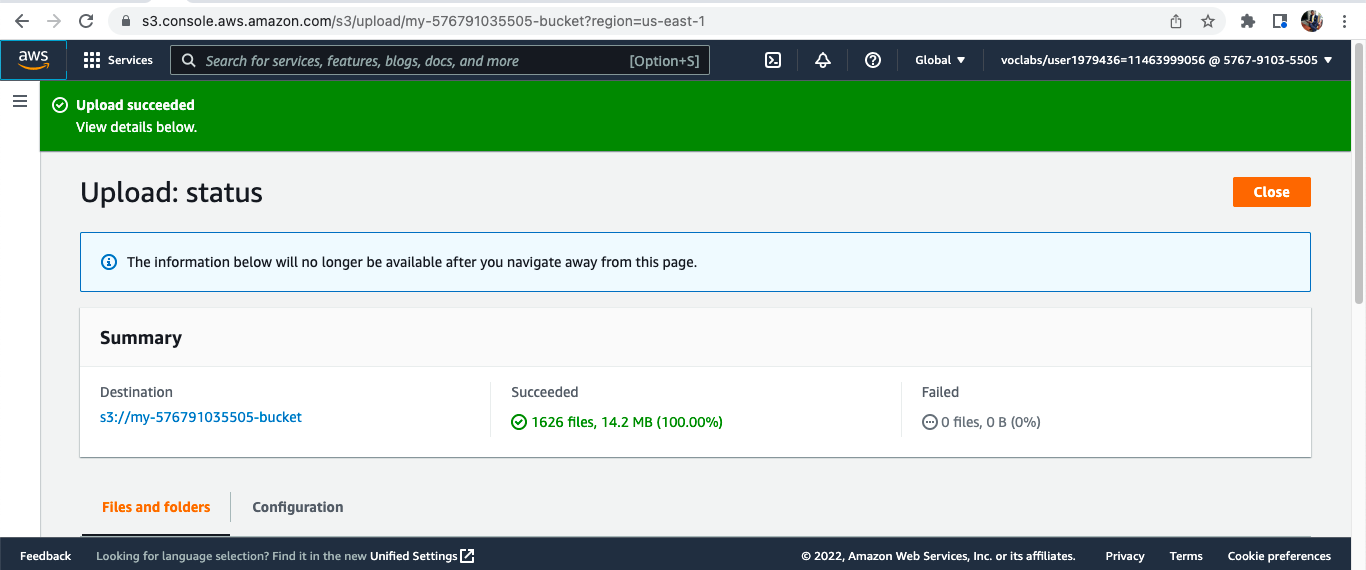 s3.console.aws.amazon.com/s3/upload/my-576791035505-bucket?region=us-east-1
aws Services Search for services, features, blogs, docs, and more [Option+S] Global voclabs/user1979436=11463999056 @ 5767-9103-5505
Upload succeeded
View details below.
Upload: status Close
The information below will no longer be available after you navigate away from this page.
Summary
Destination Succeeded Failed
s3://my-576791035505-bucket 1626 files, 14.2 MB (100.00%) 0 files, 0 B (0%)
Files and folders Configuration
Feedback Looking for language selection? Find it in the new Unified Settings © 2022, Amazon Web Services, Inc. or its affiliates. Privacy Terms Cookie preferences